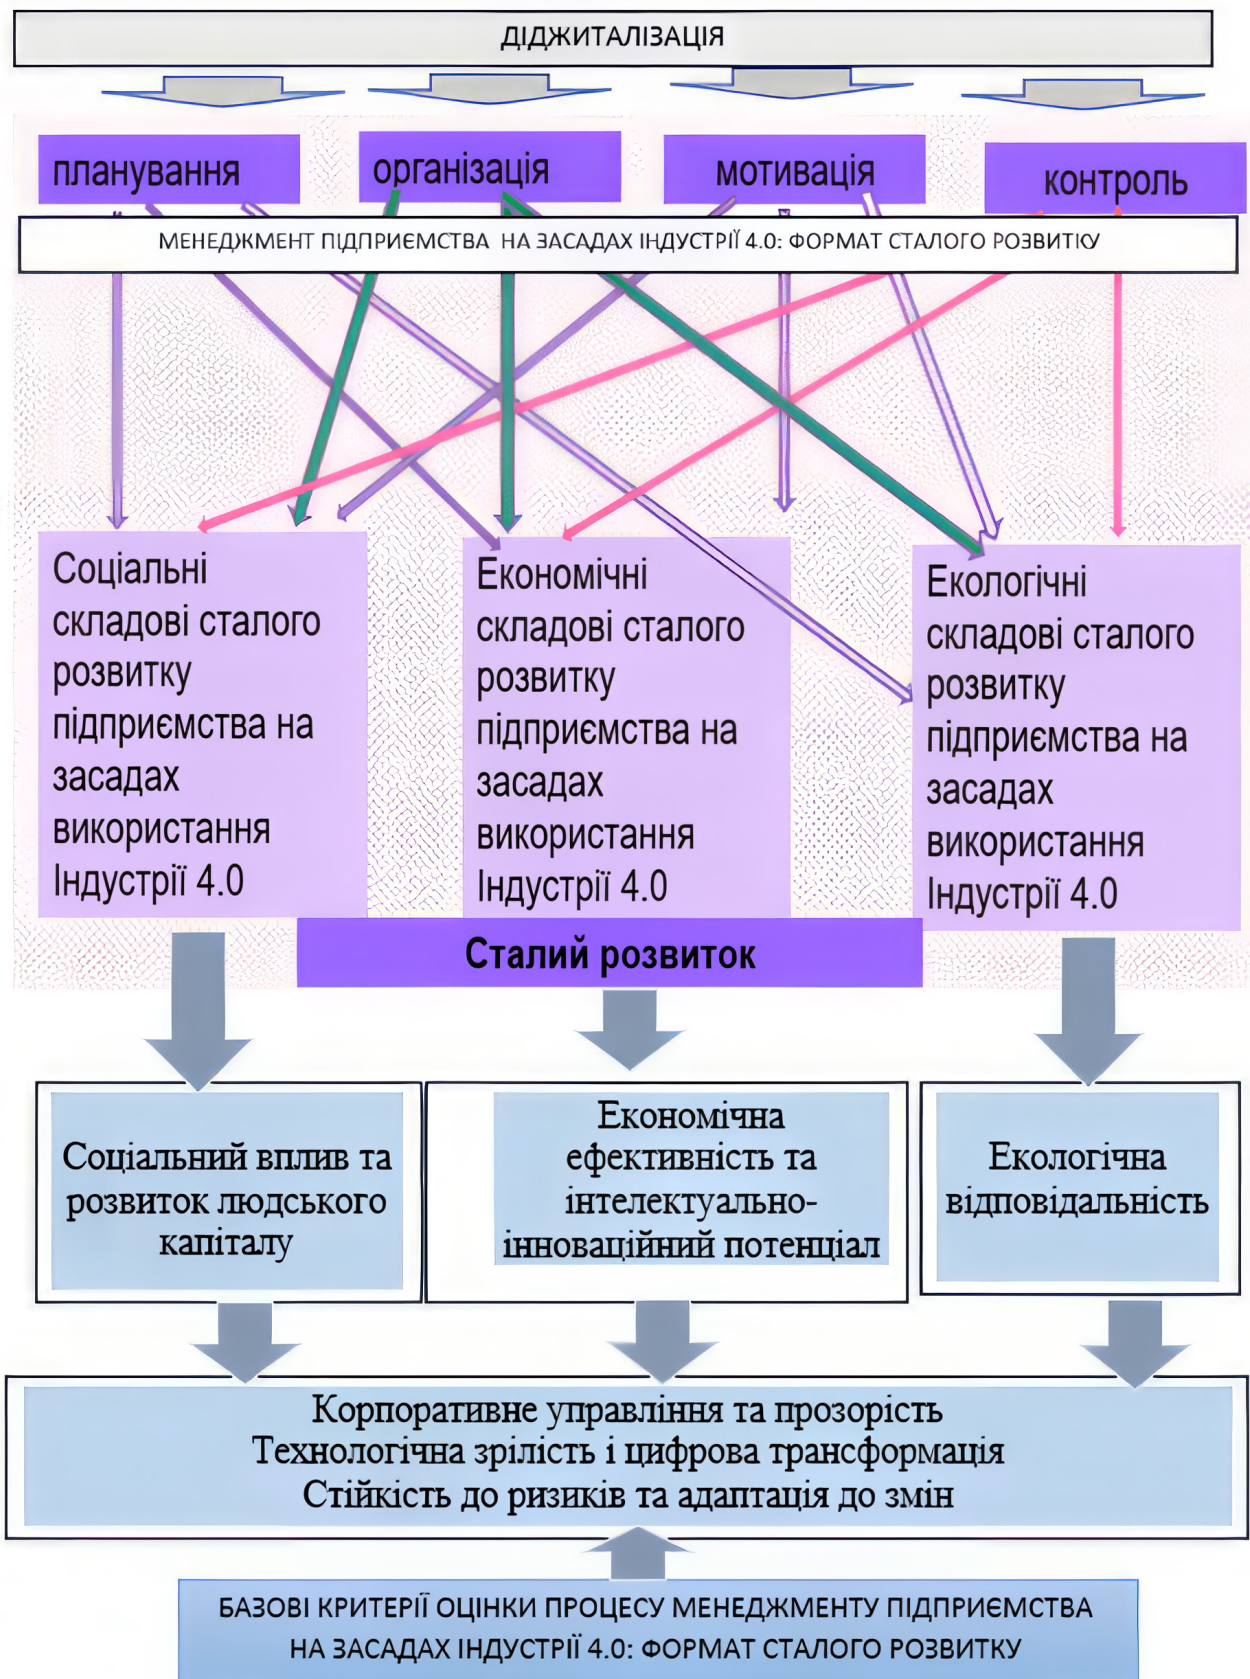 ДІДЖИТАЛІЗАЦІЯ
планування
організація
мотивація
контроль
МЕНЕДЖМЕНТ ПІДПРИЄМСТВА НА ЗАСАДАХ ІНДУСТРІЇ 4.0: ФОРМАТ СТАЛОГО РОЗВИТКУ
Соціальні
складові сталого
розвитку
підприємства на
засадах
використання
Індустрії 4.0
Економічні
складові сталого
розвитку
підприємства на
засадах
використання
Індустрії 4.0
Екологічні
складові сталого
розвитку
підприємства на
засадах
використання
Індустрії 4.0
Сталий розвиток
Соціальний вплив та
розвиток людського
капіталу
Економічна
ефективність та
інтелектуально-
інноваційний потенціал
Екологічна
відповідальність
Корпоративне управління та прозорість
Технологічна зрілість і цифрова трансформація
Стійкість до ризиків та адаптація до змін
БАЗОВІ КРИТЕРІЇ ОЦІНКИ ПРОЦЕСУ МЕНЕДЖМЕНТУ ПІДПРИЄМСТВА
НА ЗАСАДАХ ІНДУСТРІЇ 4.0: ФОРМАТ СТАЛОГО РОЗВИТКУ